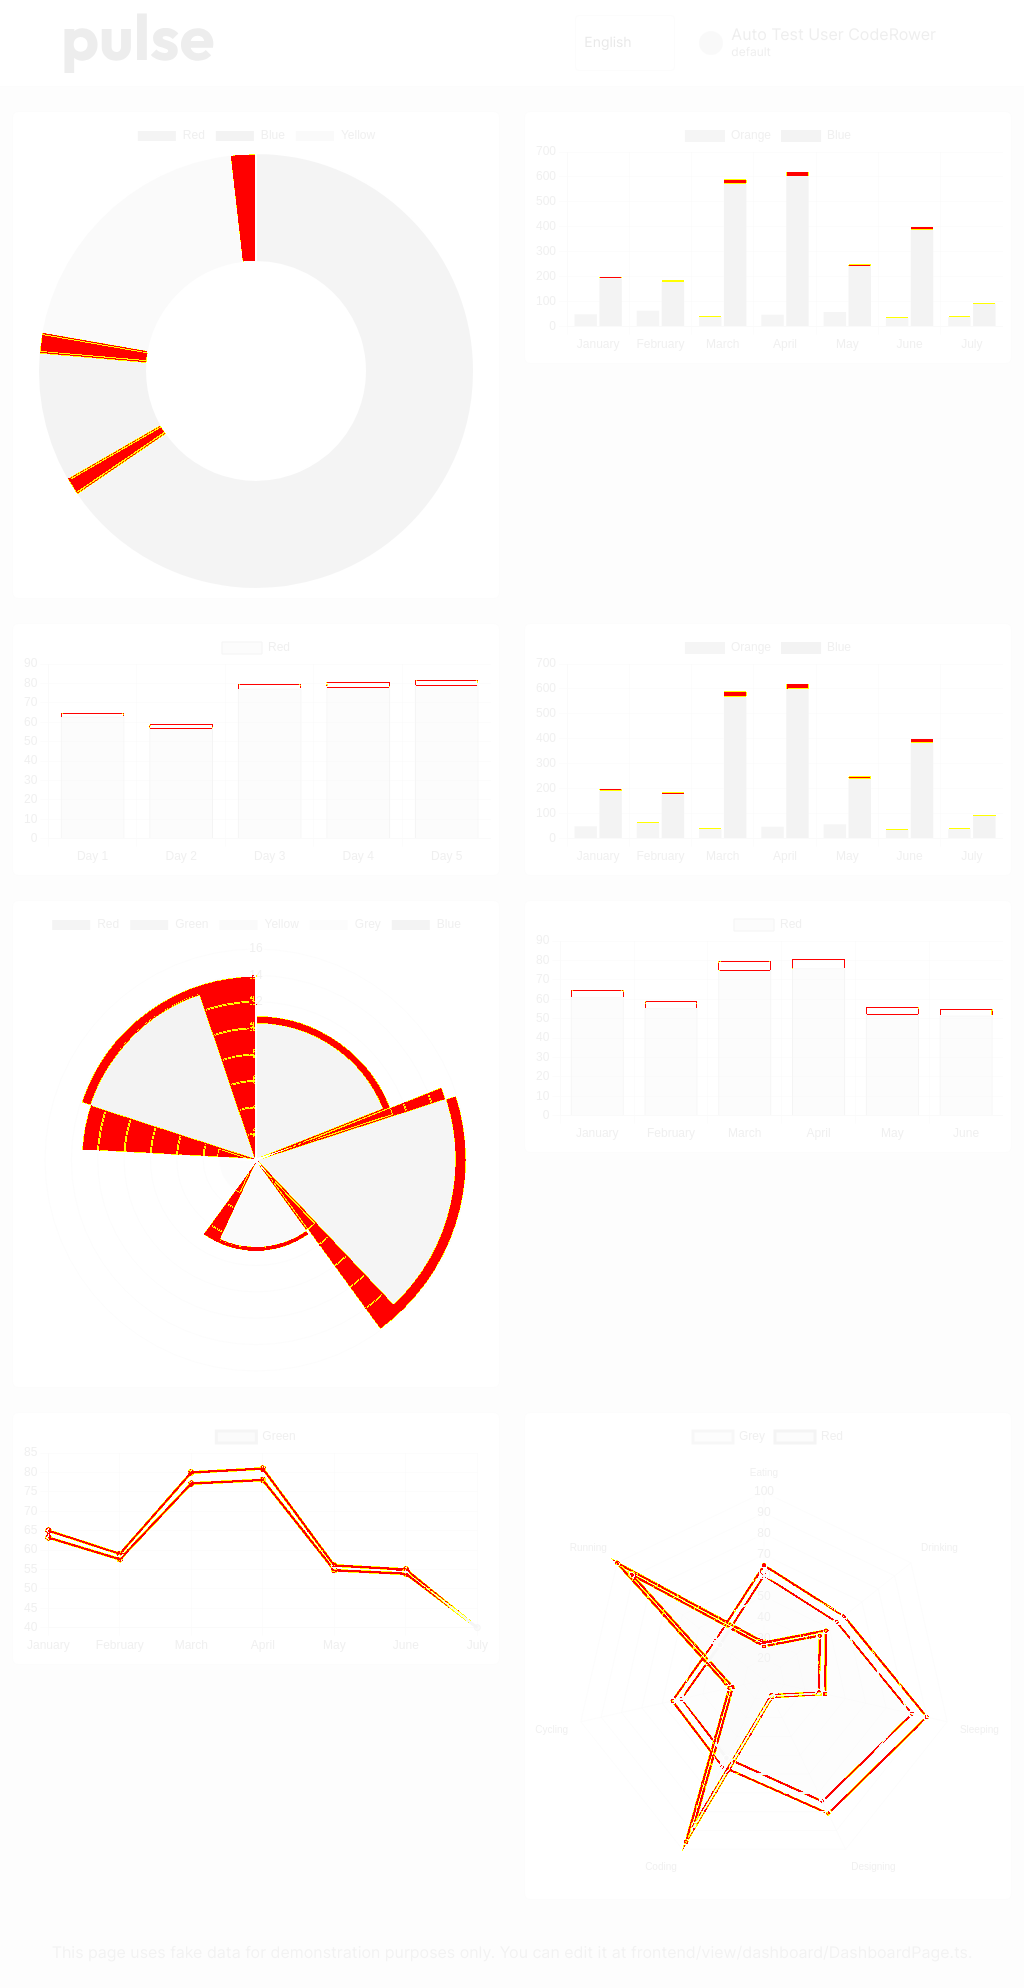 pulse
English
Auto Test User CodeRower
default
Red Blue Yellow
Orange Blue
700
600
500
400
300
200
100
0
January February March April May June July
Red
90
80
70
60
50
40
30
20
10
0
Day 1 Day 2 Day 3 Day 4 Day 5
Orange Blue
700
600
500
400
300
200
100
0
January February March April May June July
Red Green Yellow Grey Blue
16
Red
90
80
70
60
50
40
30
20
10
0
January February March April May June
Green
85
80
75
70
65
60
55
50
45
40
January February March April May June July
Grey Red
Eating
100
90
80
70
40
20
Running
Drinking
Cycling
Sleeping
Coding
Designing
This page uses fake data for demonstration purposes only. You can edit it at frontend/view/dashboard/DashboardPage.ts.